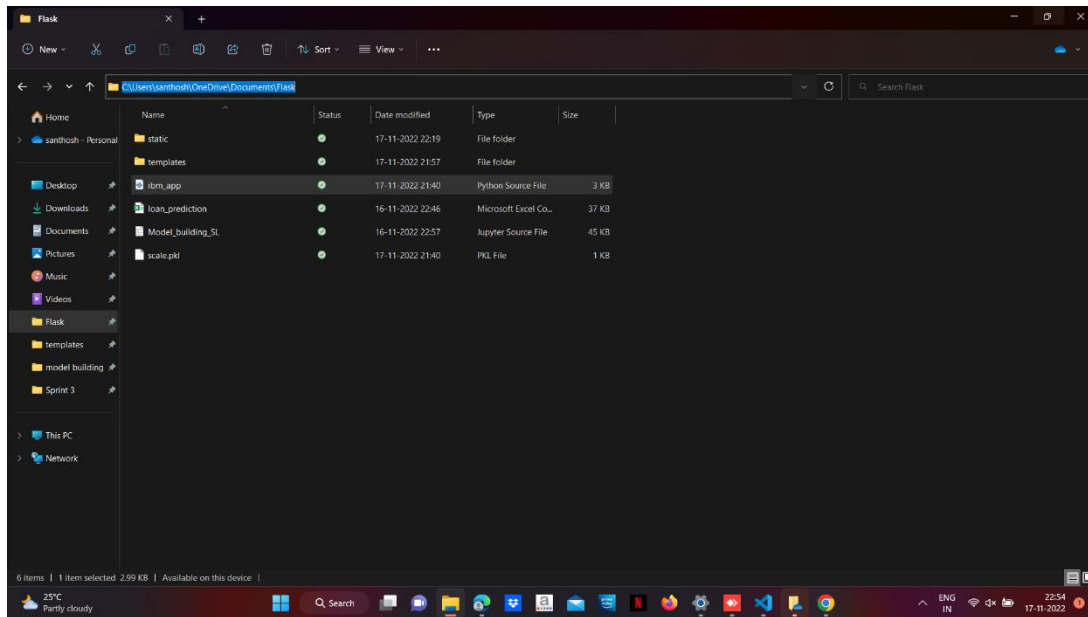 Flask
New
Sort
View
C:\Users\santhosh\OneDrive\Documents\Flask
Search Flask
Home
Name Status Date modified Type Size
santhosh - Personal
static 17-11-2022 22:19 File folder
templates 17-11-2022 21:57 File folder
Desktop
ibm_app 17-11-2022 21:40 Python Source File 3 KB
Downloads
loan_prediction 16-11-2022 22:46 Microsoft Excel Co... 37 KB
Documents
Model_building_SL 16-11-2022 22:57 Jupyter Source File 45 KB
Pictures
scale.pkl 17-11-2022 21:40 PKL File 1 KB
Music
Videos
Flask
templates
model building
Sprint 3
This PC
Network
6 items | 1 item selected 2.99 KB | Available on this device |
25°C
Partly cloudy
Search
a
N
ENG
IN
22:54
17-11-2022
1